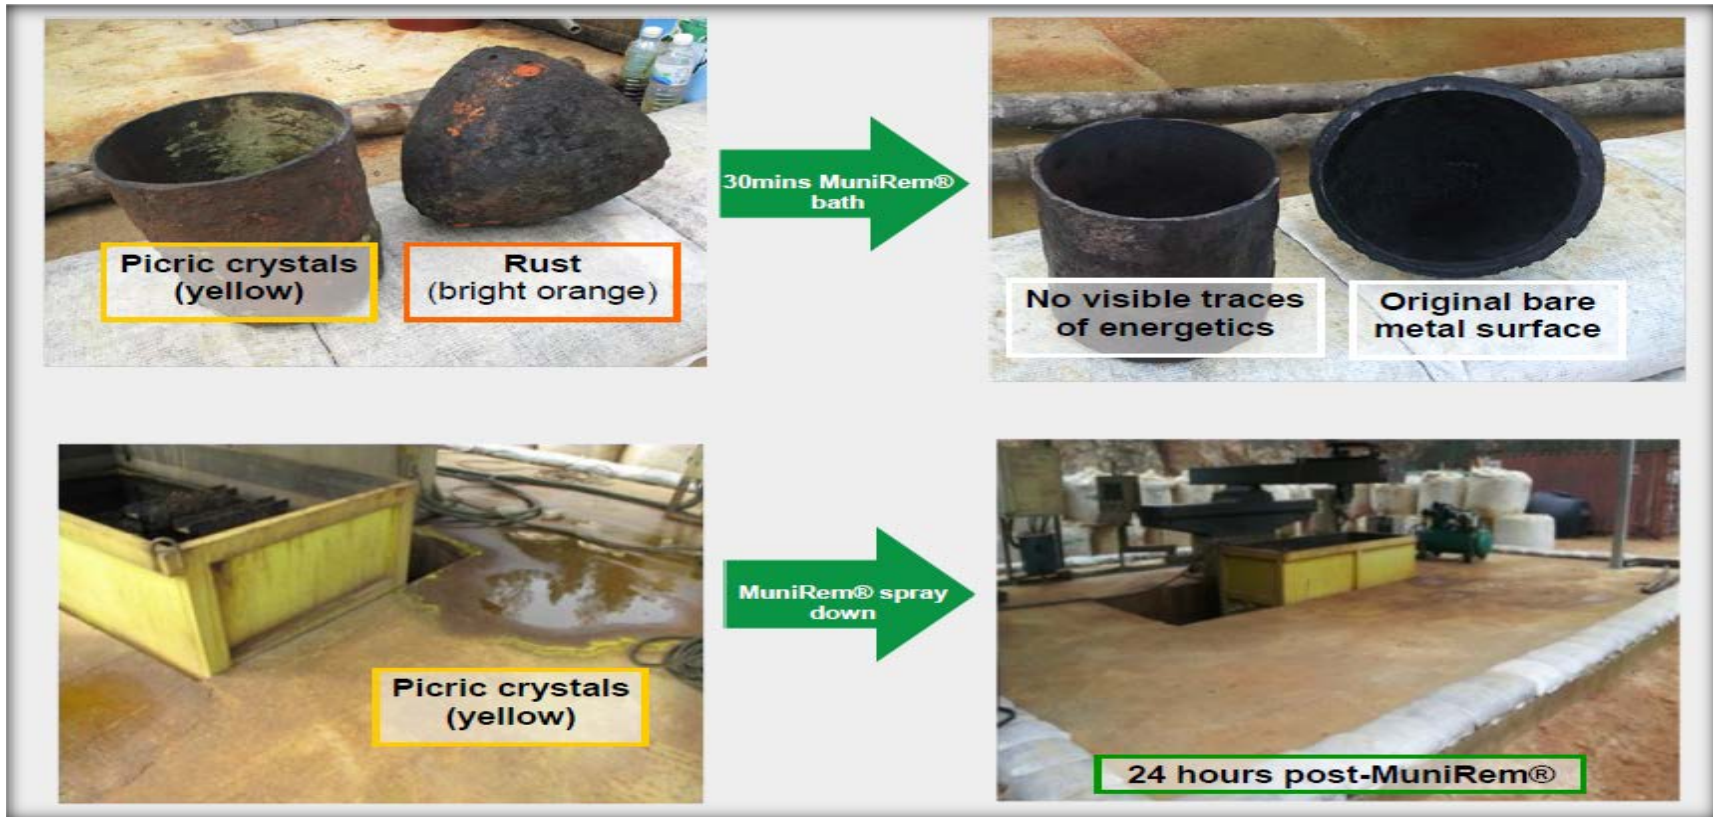 30mins MuniRem®
bath
Picric crystals
(yellow)
Rust
(bright orange)
No visible traces
of energetics
Original bare
metal surface
MuniRem® spray
down
Picric crystals
(yellow)
24 hours post-MuniRem®